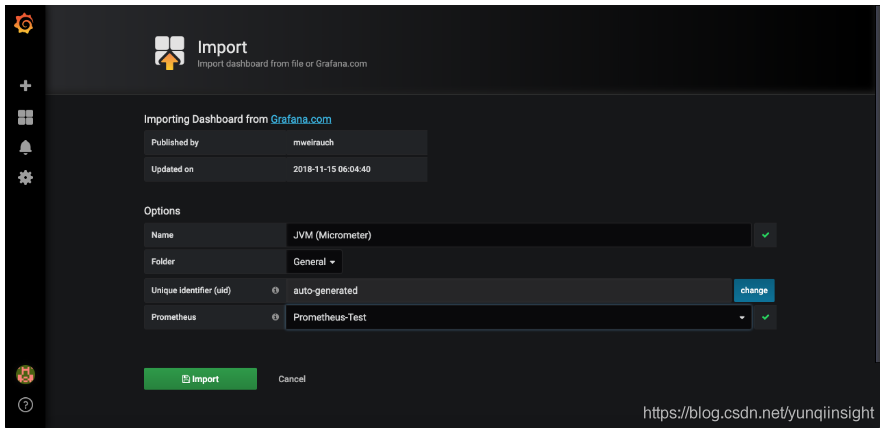 Import
Import dashboard from file or Grafana.com
Importing Dashboard from Grafana.com
Published by mweirauch
Updated on 2018-11-15 06:04:40
Options
Name JVM (Micrometer)
Folder General
Unique identifier (uid) auto-generated change
Prometheus Prometheus-Test
Import Cancel
https://blog.csdn.net/yunqiinsight